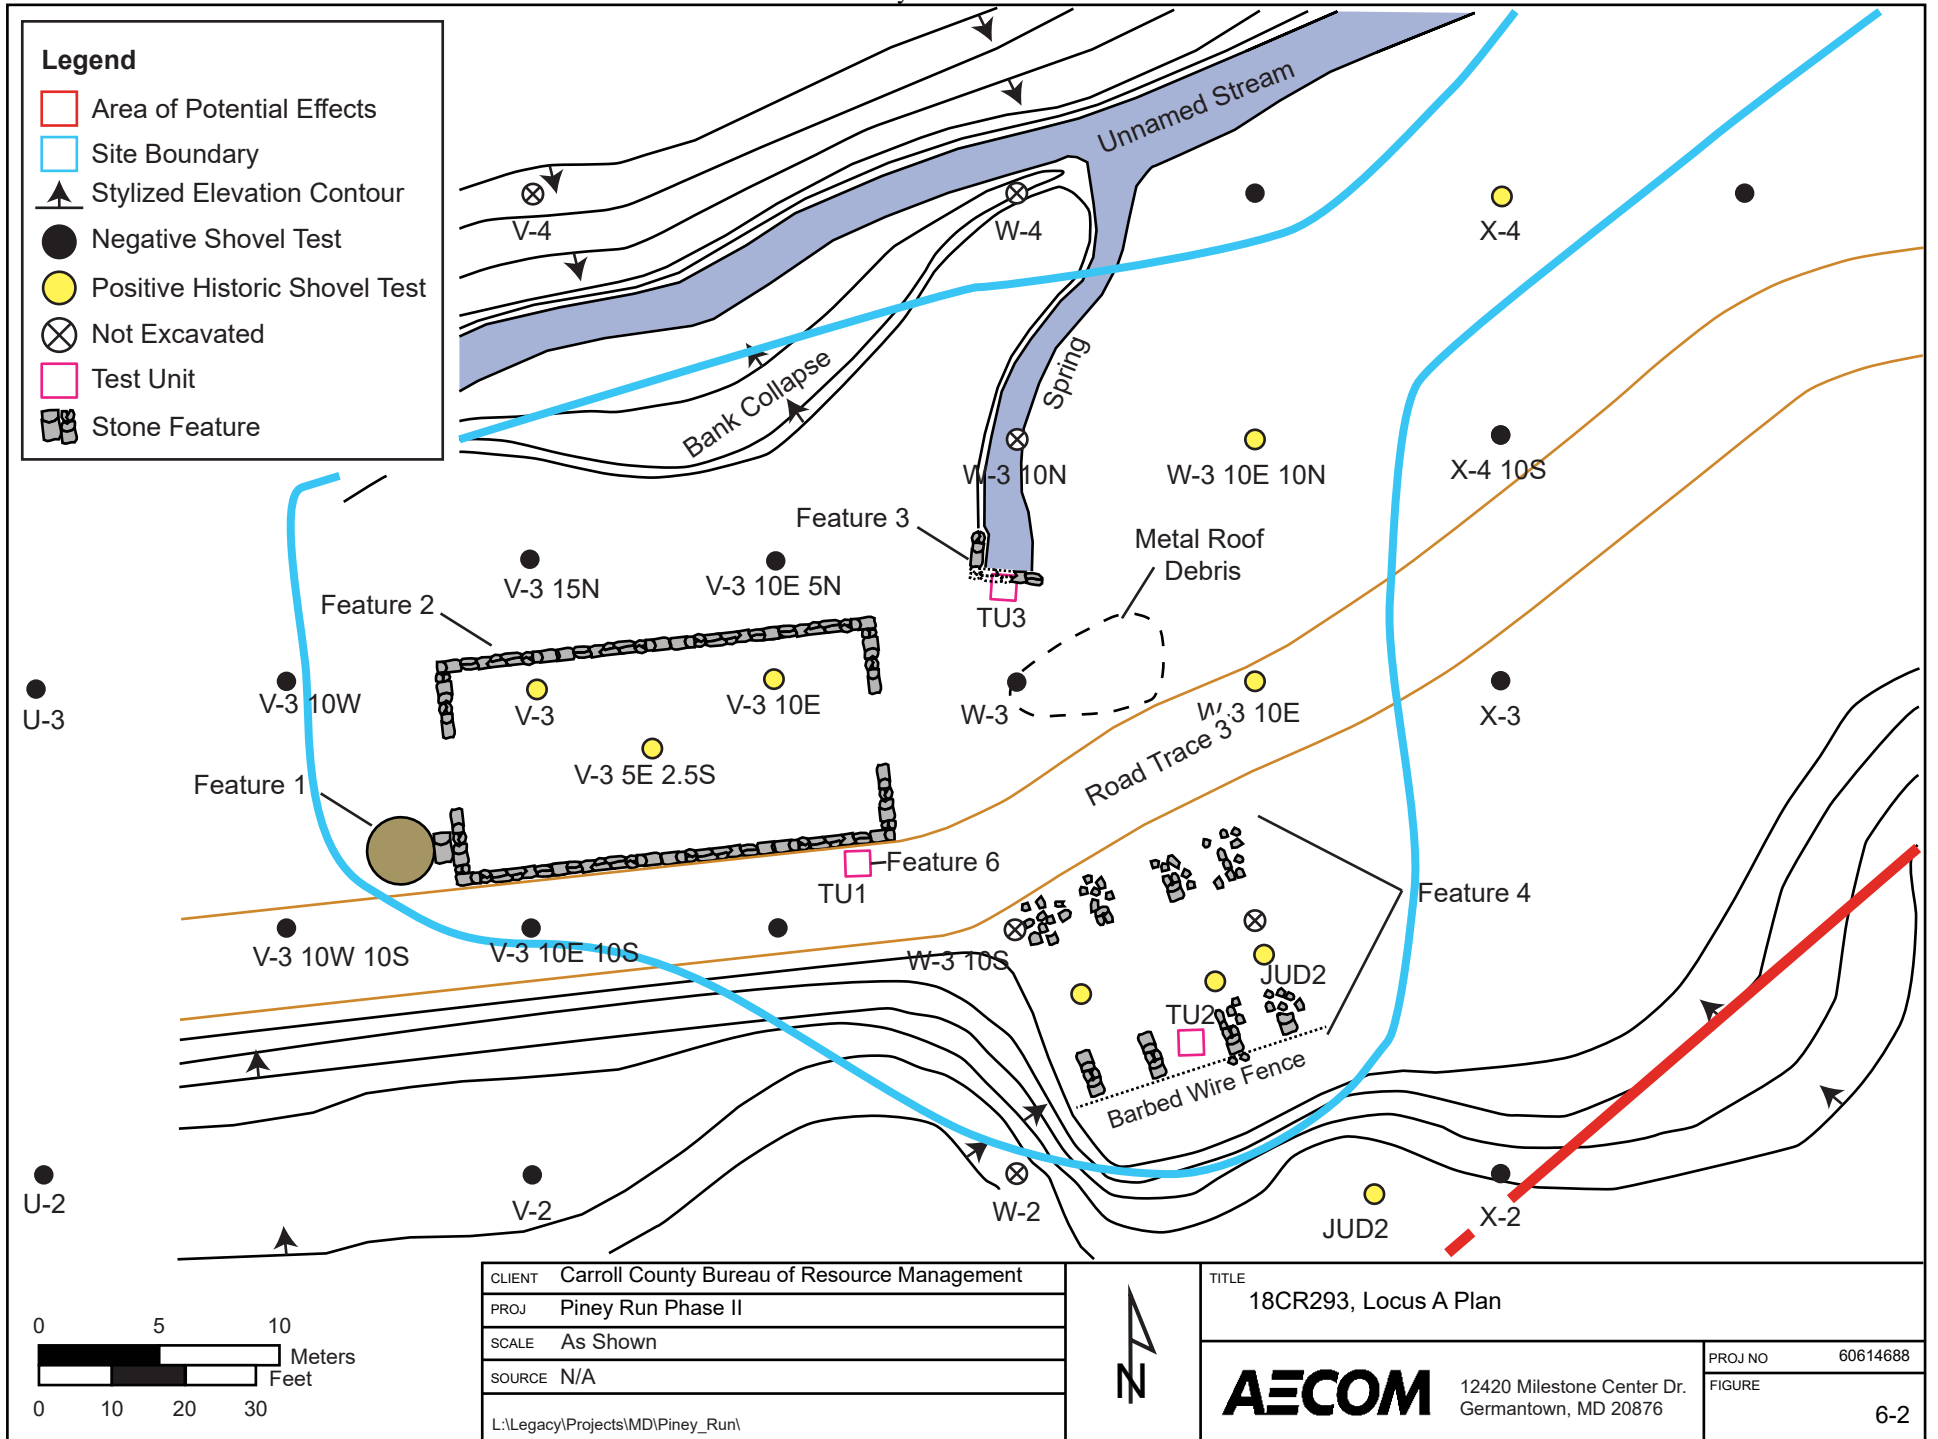 Legend
Area of Potential Effects
Site Boundary
Stylized Elevation Contour
Negative Shovel Test
Positive Historic Shovel Test
Not Excavated
Test Unit
Stone Feature
Unnamed Stream
V-4
W-4
X-4
Bank Collapse
Spring
W-3 10N
W-3 10E 10N
X-4 10S
Feature 3
Metal Roof
Debris
V-3 15N
V-3 10E 5N
Feature 2
TU3
U-3
V-3 10W
V-3
V-3 10E
W-3
W-3 10E
X-3
V-3 5E 2.5S
Road Trace 3
Feature 1
Feature 6
TU1
Feature 4
V-3 10W 10S
V-3 10E 10S
W-3 10S
JUD2
TU2
Barbed Wire Fence
U-2
V-2
W-2
JUD2
X-2
0 5 10
Meters
Feet
0 10 20 30
CLIENT Carroll County Bureau of Resource Management
PROJ Piney Run Phase II
SCALE As Shown
SOURCE N/A
L:\Legacy\Projects\MD\Piney_Run\
N
TITLE
18CR293, Locus A Plan
AECOM
12420 Milestone Center Dr.
Germantown, MD 20876
PROJ NO 60614688
FIGURE
6-2